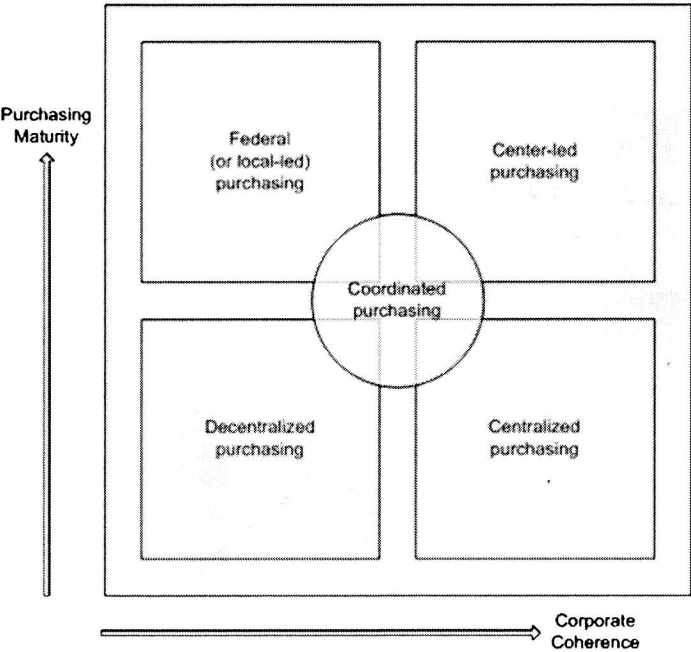 Purchasing
Maturity
Federal
(or local-led)
purchasing
Center-led
purchasing
Coordinated
purchasing
Decentralized
purchasing
Centralized
purchasing
Corporate
Coherence